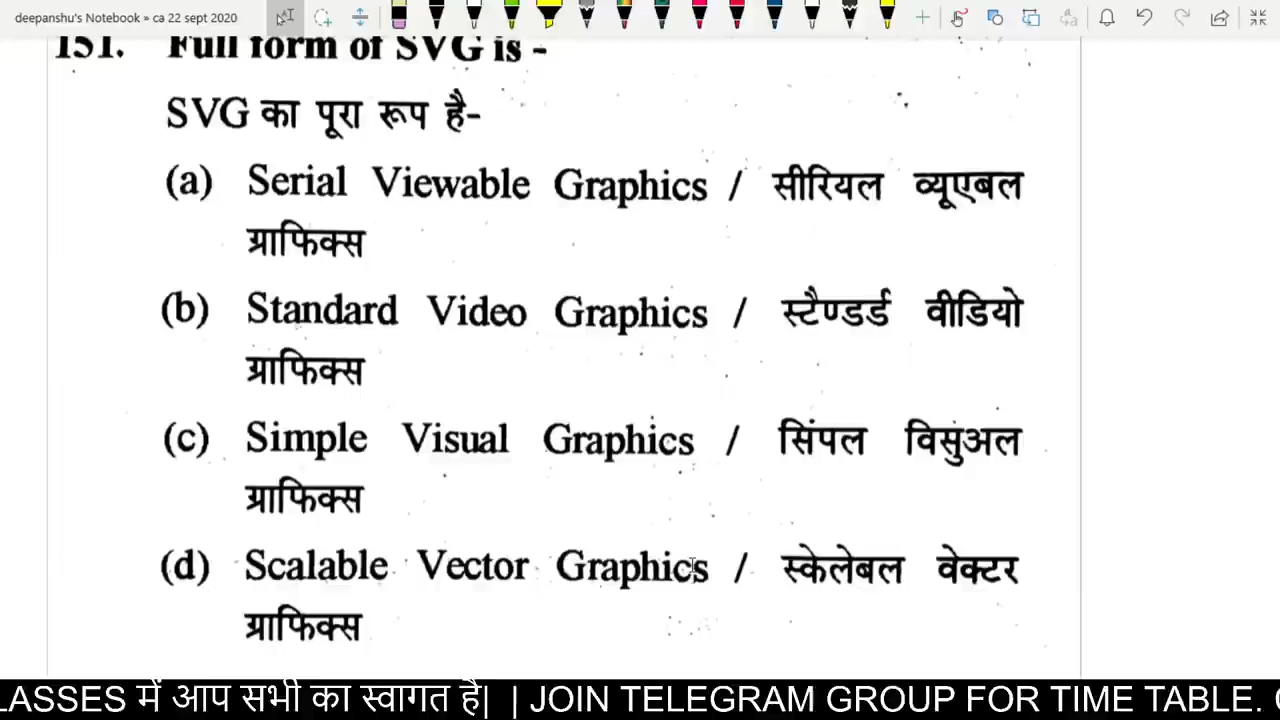 deepanshu's Notebook » ca 22 sept 2020
151. Full form of SVG is -
SVG का पूरा रूप है-
(a) Serial Viewable Graphics / सीरियल व्यूएबल
ग्राफिक्स
(b) Standard Video Graphics / स्टैण्डर्ड वीडियो
ग्राफिक्स
(c) Simple Visual Graphics / सिंपल विसुअल
ग्राफिक्स
(d) Scalable Vector Graphics / स्केलेबल वेक्टर
ग्राफिक्स
LASSES में आप सभी का स्वागत है| | JOIN TELEGRAM GROUP FOR TIME TABLE.